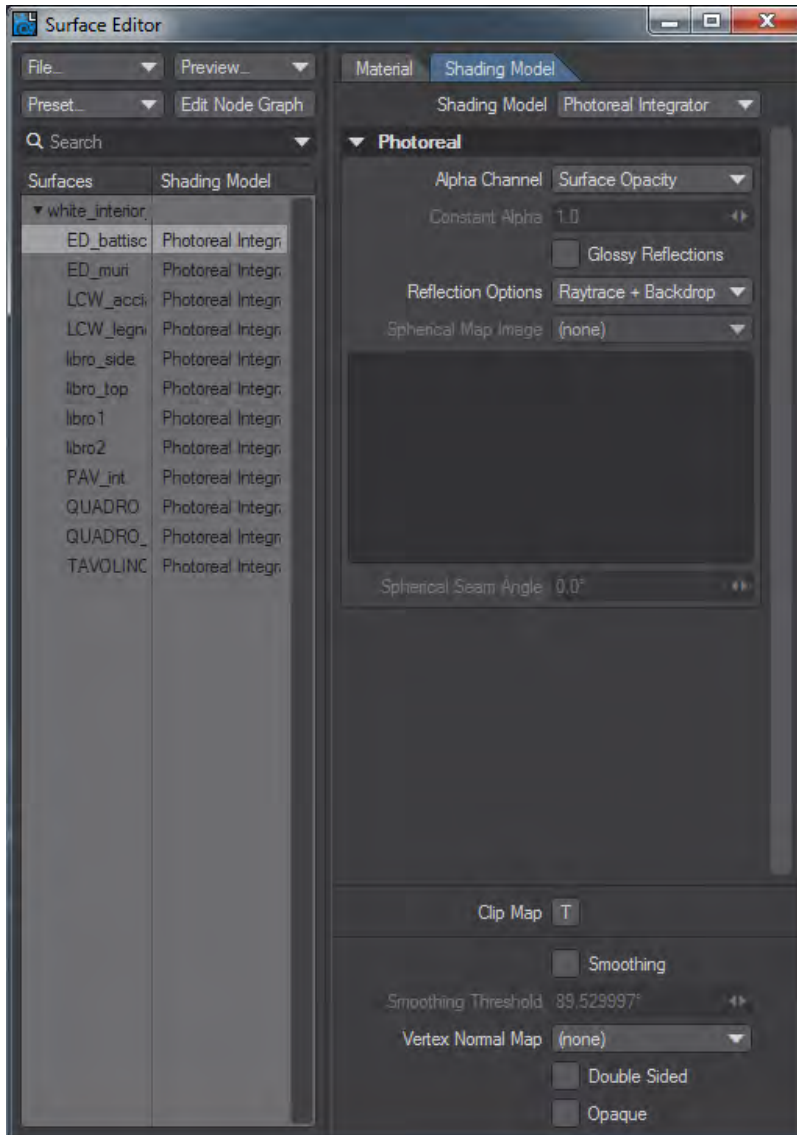 Surface Editor
File...
Preview...
Preset...
Edit Node Graph
Search
Surfaces
Shading Model
white_interior
ED_battisc Photoreal Integr
ED_muri Photoreal Integr
LCW_acci Photoreal Integr
LCW_legn Photoreal Integr
libro_side Photoreal Integr
libro_top Photoreal Integr
libro1 Photoreal Integr
libro2 Photoreal Integr
PAV_int Photoreal Integr
QUADRO Photoreal Integr
QUADRO_ Photoreal Integr
TAVOLINO Photoreal Integr
Material
Shading Model
Shading Model Photoreal Integrator
Photoreal
Alpha Channel Surface Opacity
Constant Alpha 1.0
Glossy Reflections
Reflection Options Raytrace + Backdrop
Spherical Map Image (none)
Spherical Seam Angle 0.0°
Clip Map T
Smoothing
Smoothing Threshold 89.529997°
Vertex Normal Map (none)
Double Sided
Opaque